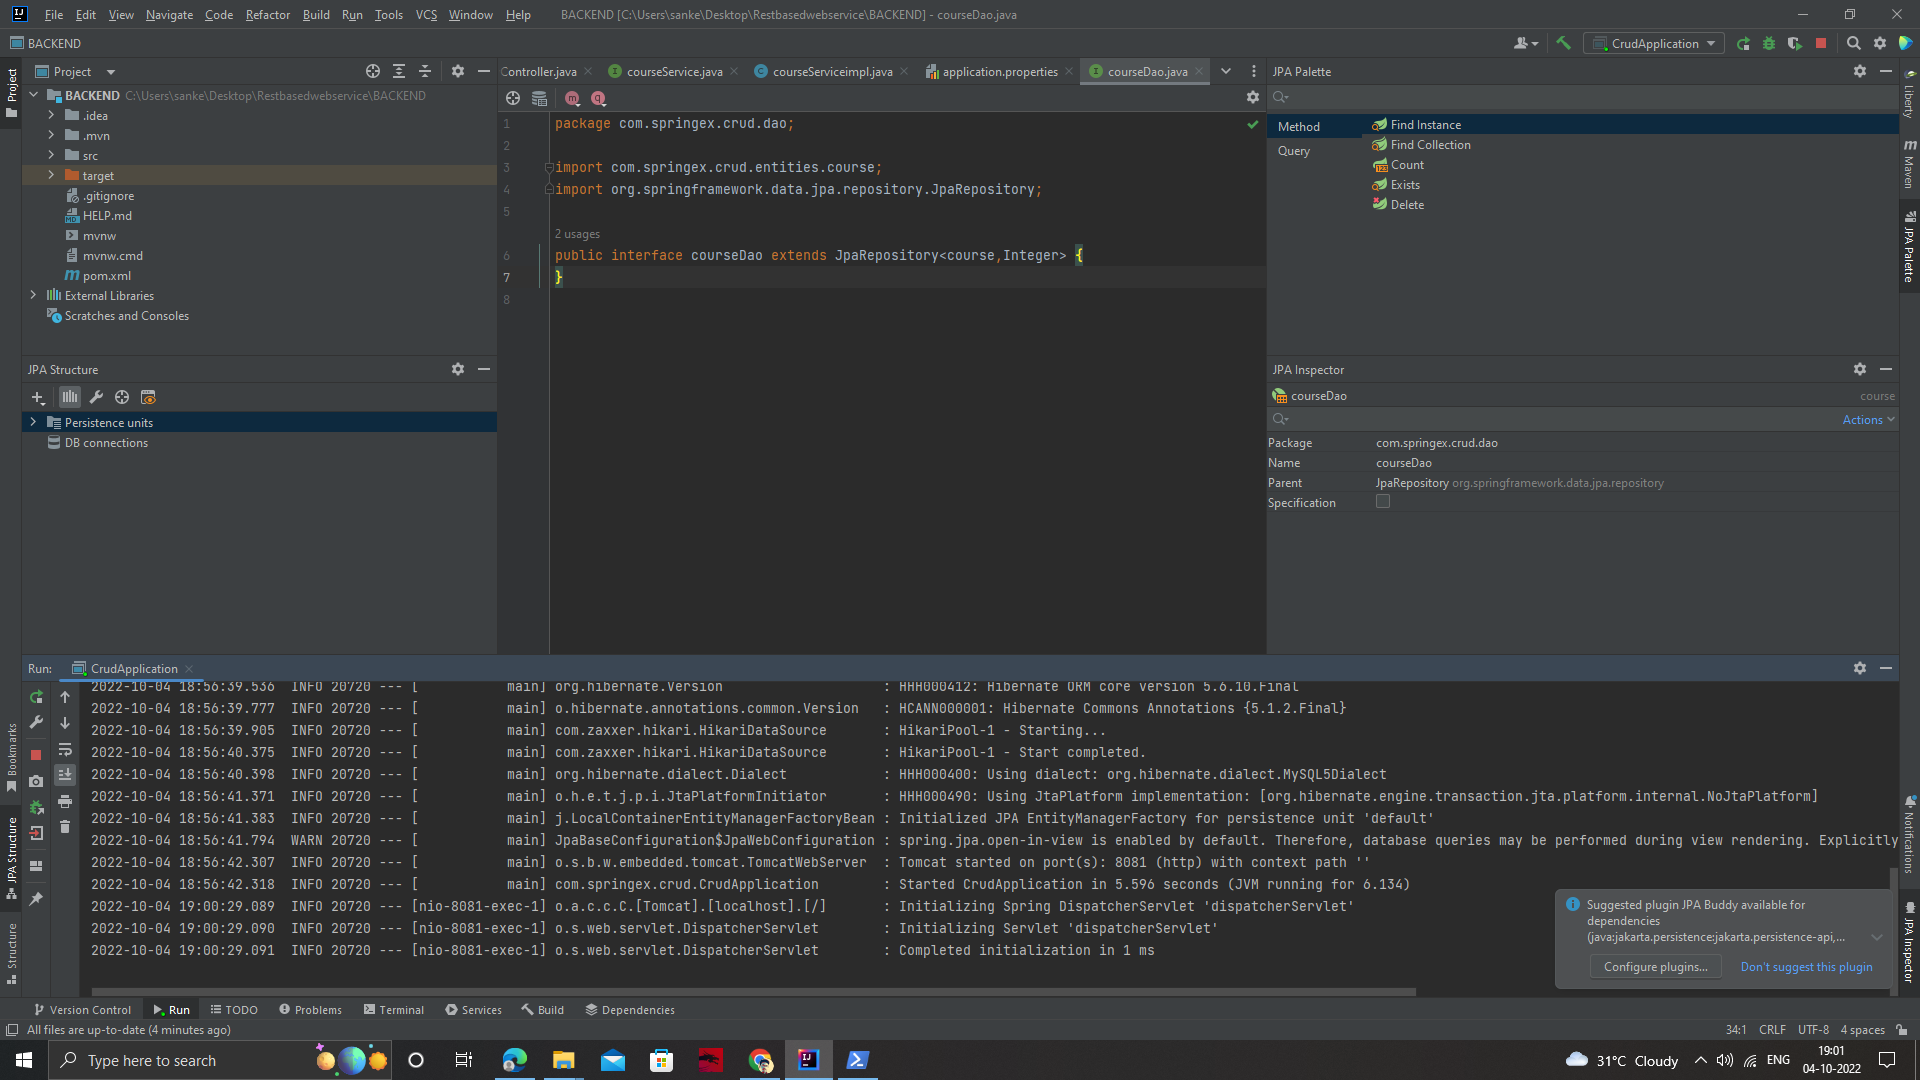 File Edit View Navigate Code Refactor Build Run Tools VCS Window Help BACKEND [C:\Users\sanke\Desktop\Restbasedwebservice\BACKEND] - courseDao.java
BACKEND
CrudApplication
Project
BACKEND C:\Users\sanke\Desktop\Restbasedwebservice\BACKEND
.idea
.mvn
src
target
.gitignore
HELP.md
mvnw
mvnw.cmd
pom.xml
External Libraries
Scratches and Consoles
JPA Structure
Persistence units
DB connections
Controller.java courseService.java courseServiceimpl.java application.properties courseDao.java
1 package com.springex.crud.dao;
2
3 import com.springex.crud.entities.course;
4 import org.springframework.data.jpa.repository.JpaRepository;
5
2 usages
6 public interface courseDao extends JpaRepository<course,Integer> {
7 }
8
JPA Palette
Method
Query
Find Instance
Find Collection
Count
Exists
Delete
JPA Inspector
courseDao course
Actions
Package com.springex.crud.dao
Name courseDao
Parent JpaRepository org.springframework.data.jpa.repository
Specification
Project
Bookmarks
JPA Structure
Structure
Liberty
Maven
JPA Palette
Notifications
JPA Inspector
Run: CrudApplication
2022-10-04 18:56:39.536 INFO 20720 --- [ main] org.hibernate.Version : HHH000412: Hibernate ORM core version 5.6.10.Final
2022-10-04 18:56:39.777 INFO 20720 --- [ main] o.hibernate.annotations.common.Version : HCANN000001: Hibernate Commons Annotations {5.1.2.Final}
2022-10-04 18:56:39.905 INFO 20720 --- [ main] com.zaxxer.hikari.HikariDataSource : HikariPool-1 - Starting...
2022-10-04 18:56:40.375 INFO 20720 --- [ main] com.zaxxer.hikari.HikariDataSource : HikariPool-1 - Start completed.
2022-10-04 18:56:40.398 INFO 20720 --- [ main] org.hibernate.dialect.Dialect : HHH000400: Using dialect: org.hibernate.dialect.MySQL5Dialect
2022-10-04 18:56:41.371 INFO 20720 --- [ main] o.h.e.t.j.p.i.JtaPlatformInitiator : HHH000490: Using JtaPlatform implementation: [org.hibernate.engine.transaction.jta.platform.internal.NoJtaPlatform]
2022-10-04 18:56:41.383 INFO 20720 --- [ main] j.LocalContainerEntityManagerFactoryBean : Initialized JPA EntityManagerFactory for persistence unit 'default'
2022-10-04 18:56:41.794 WARN 20720 --- [ main] JpaBaseConfiguration$JpaWebConfiguration : spring.jpa.open-in-view is enabled by default. Therefore, database queries may be performed during view rendering. Explicitly
2022-10-04 18:56:42.307 INFO 20720 --- [ main] o.s.b.w.embedded.tomcat.TomcatWebServer : Tomcat started on port(s): 8081 (http) with context path ''
2022-10-04 18:56:42.318 INFO 20720 --- [ main] com.springex.crud.CrudApplication : Started CrudApplication in 5.596 seconds (JVM running for 6.134)
2022-10-04 19:00:29.089 INFO 20720 --- [nio-8081-exec-1] o.a.c.c.C.[Tomcat].[localhost].[/] : Initializing Spring DispatcherServlet 'dispatcherServlet'
2022-10-04 19:00:29.090 INFO 20720 --- [nio-8081-exec-1] o.s.web.servlet.DispatcherServlet : Initializing Servlet 'dispatcherServlet'
2022-10-04 19:00:29.091 INFO 20720 --- [nio-8081-exec-1] o.s.web.servlet.DispatcherServlet : Completed initialization in 1 ms
Suggested plugin JPA Buddy available for
dependencies
(java:jakarta.persistence:jakarta.persistence-api,...
Configure plugins... Don't suggest this plugin
Version Control Run TODO Problems Terminal Services Build Dependencies
All files are up-to-date (4 minutes ago) 34:1 CRLF UTF-8 4 spaces
Type here to search 31°C Cloudy ENG 19:01
04-10-2022